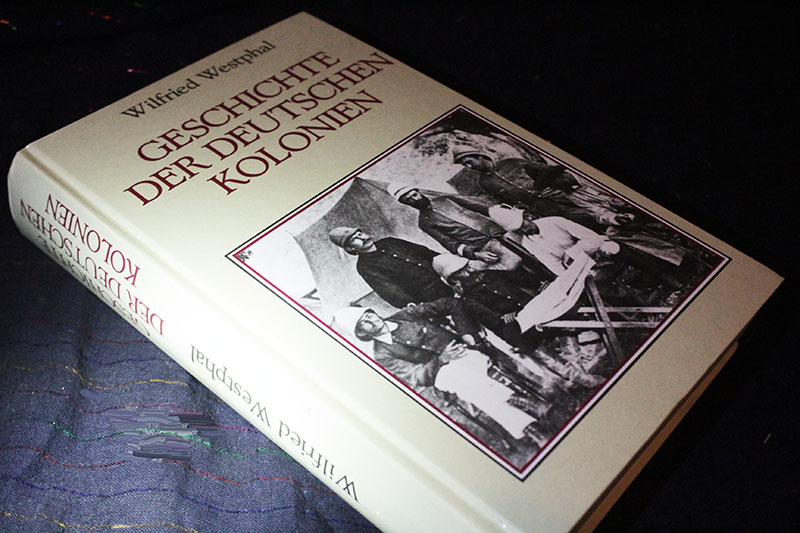 Wilfried Westphal
GESCHICHTE
DER DEUTSCHEN
KOLONIEN
DER DEUTSCHEN
KOLONIEN
Wilfried Westphal